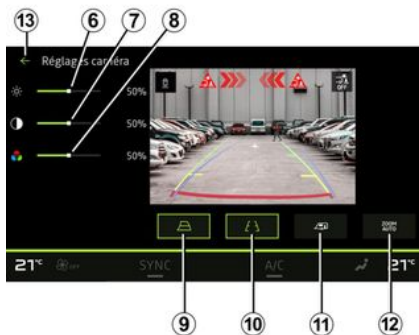 13
6
7
8
Réglages caméra
50%
50%
50%
OFF
ZOOM
AUTO
21°C
OFF
SYNC
A/C
21°C
9
10
11
12